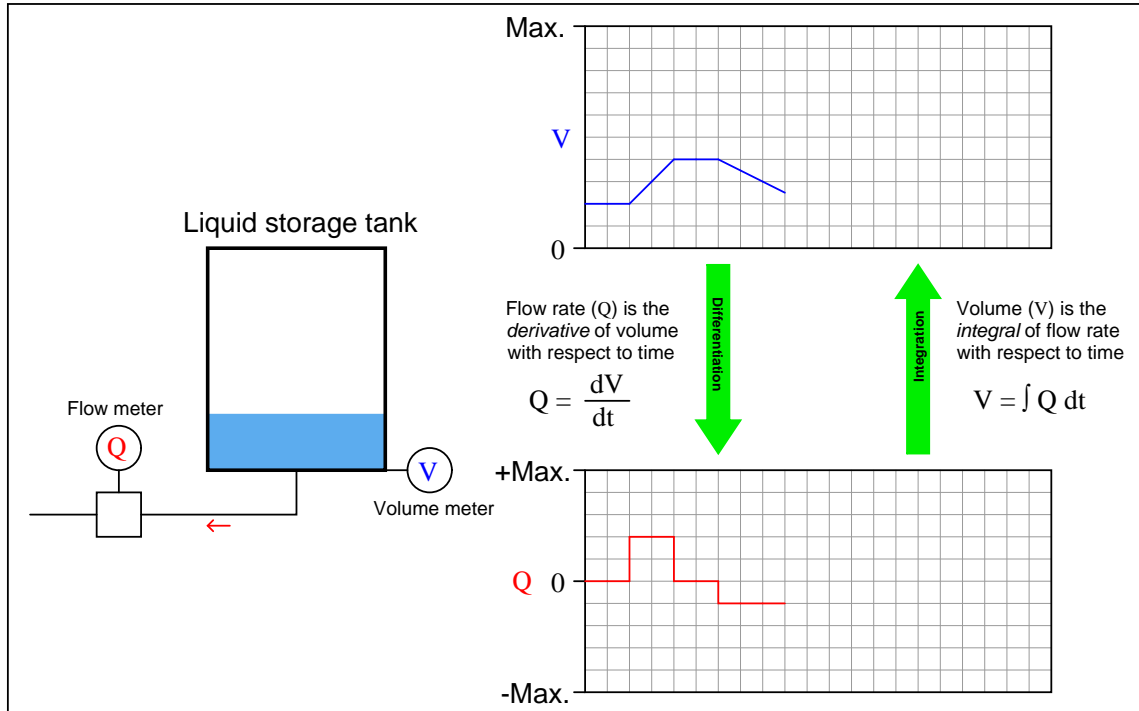 Max.
V
0
Liquid storage tank
Flow meter
Q
V
Volume meter
←
Flow rate (Q) is the
derivative of volume
with respect to time
Q = dV
dt
Differentiation
Integration
Volume (V) is the
integral of flow rate
with respect to time
V = ∫ Q dt
+Max.
Q 0
-Max.